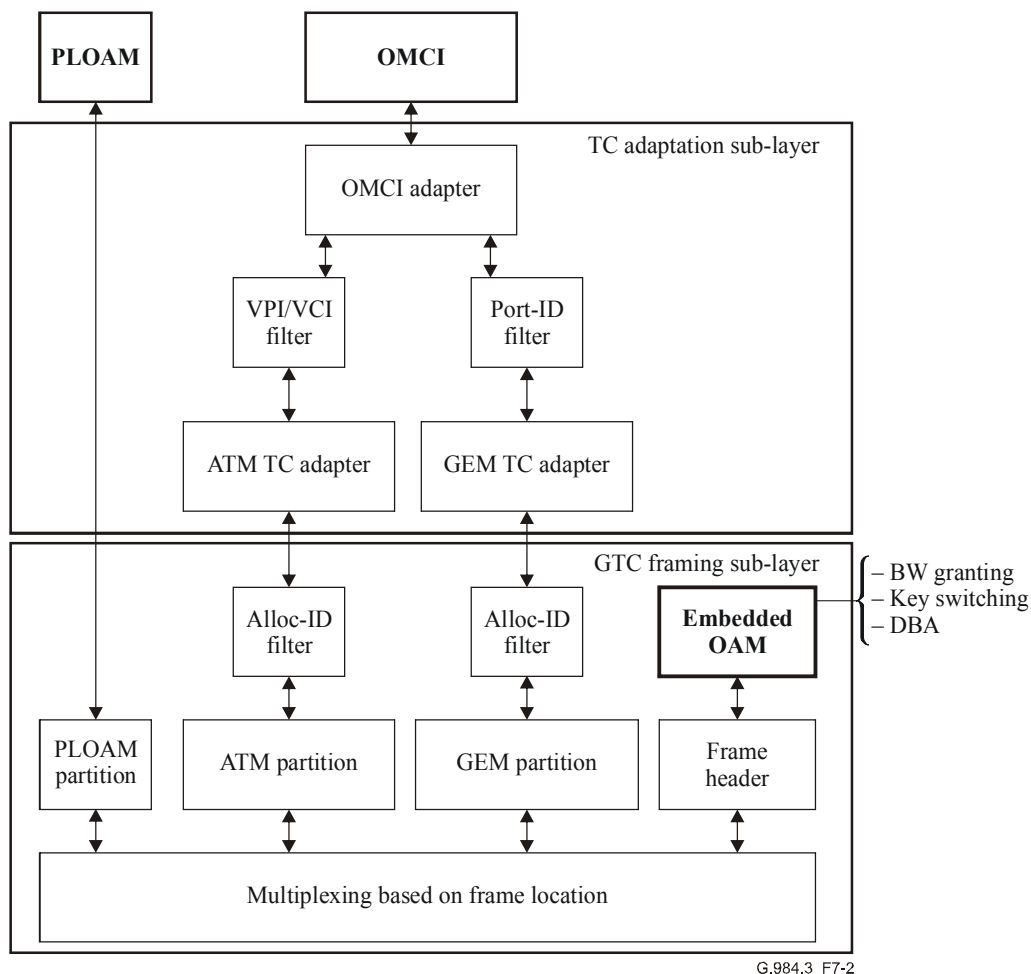 PLOAM
OMCI
TC adaptation sub-layer
OMCI adapter
VPI/VCI
filter
Port-ID
filter
ATM TC adapter
GEM TC adapter
GTC framing sub-layer
– BW granting
– Key switching
– DBA
Alloc-ID
filter
Alloc-ID
filter
Embedded
OAM
PLOAM
partition
ATM partition
GEM partition
Frame
header
Multiplexing based on frame location
G.984.3_F7-2